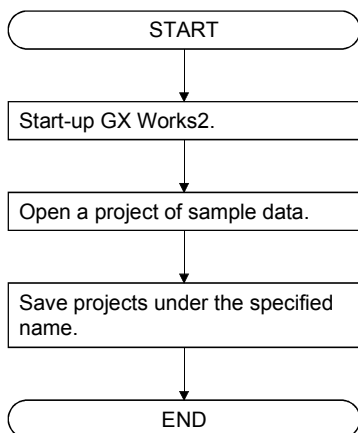 START
Start-up GX Works2.
Open a project of sample data.
Save projects under the specified
name.
END